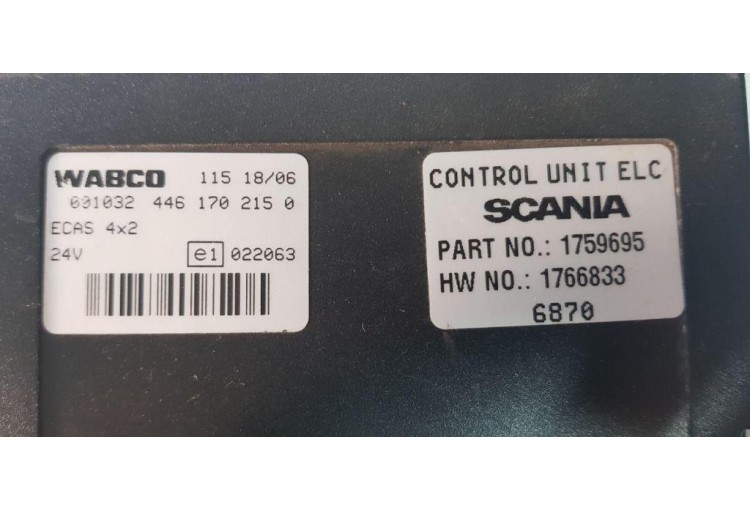 WABCO 115 18/06
001032 446 170 215 0
ECAS 4x2
24V e1 022063
CONTROL UNIT ELC
SCANIA
PART NO.: 1759695
HW NO.: 1766833
6870